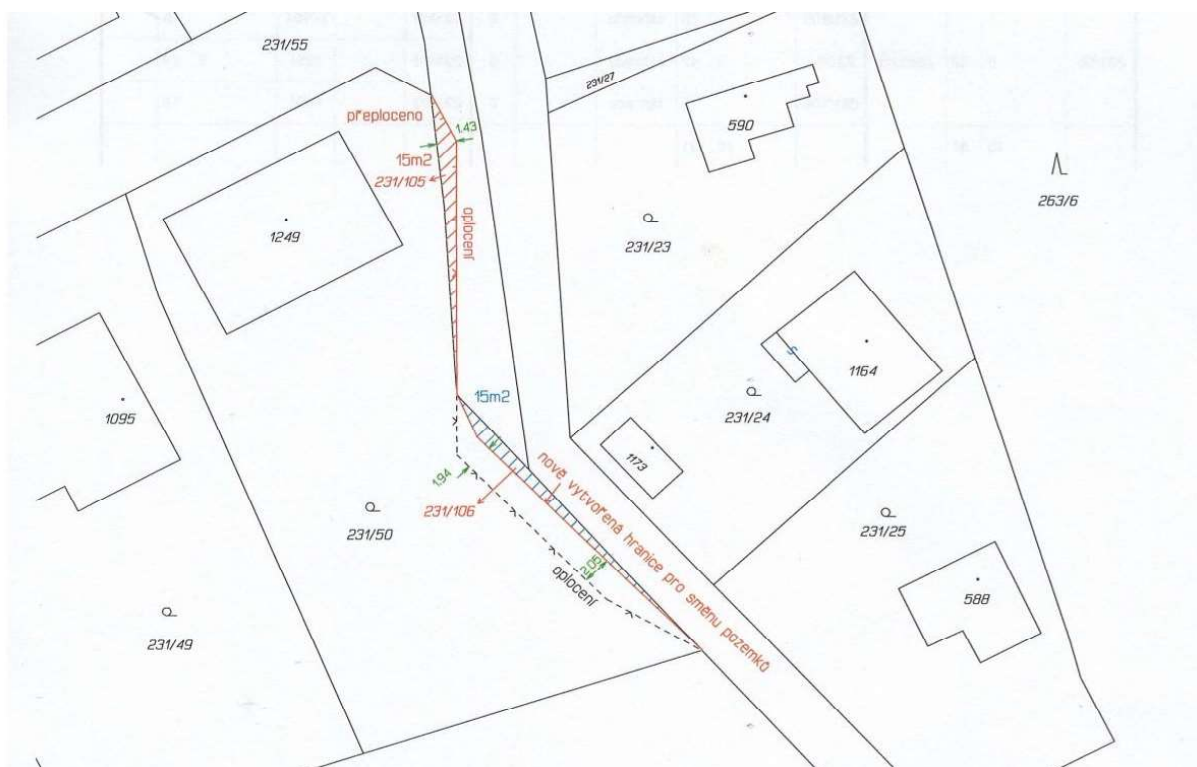 231/55
231/27
přeploceno
1.43
590
15m2
231/105
263/6
oplocení
1249
231/23
S
1164
15m2
1095
231/24
1173
1.94
nově vytvořená hranice pro směnu pozemků
231/106
231/50
231/25
oplocení
588
231/49